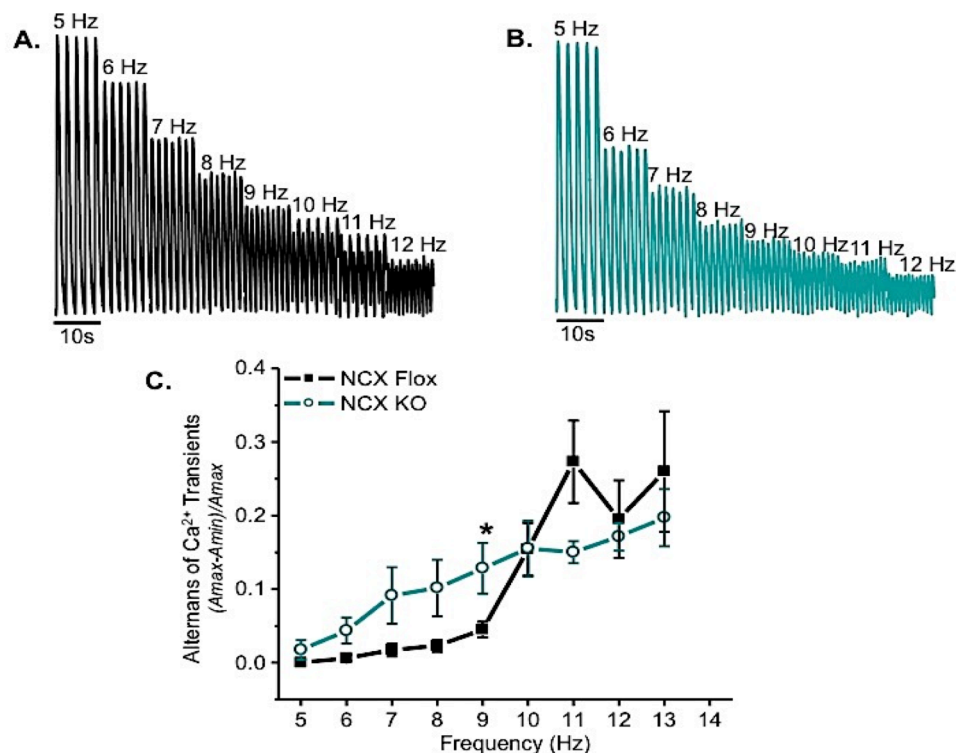 A.
5 Hz
6 Hz
7 Hz
8 Hz
9 Hz
10 Hz
11 Hz
12 Hz
10s
B.
5 Hz
6 Hz
7 Hz
8 Hz
9 Hz
10 Hz
11 Hz
12 Hz
10s
C.
NCX Flox
NCX KO
Alternans of Ca²⁺ Transients
(Amax-Amin)/Amax
0.4
0.3
0.2
0.1
0.0
*
5 6 7 8 9 10 11 12 13 14
Frequency (Hz)